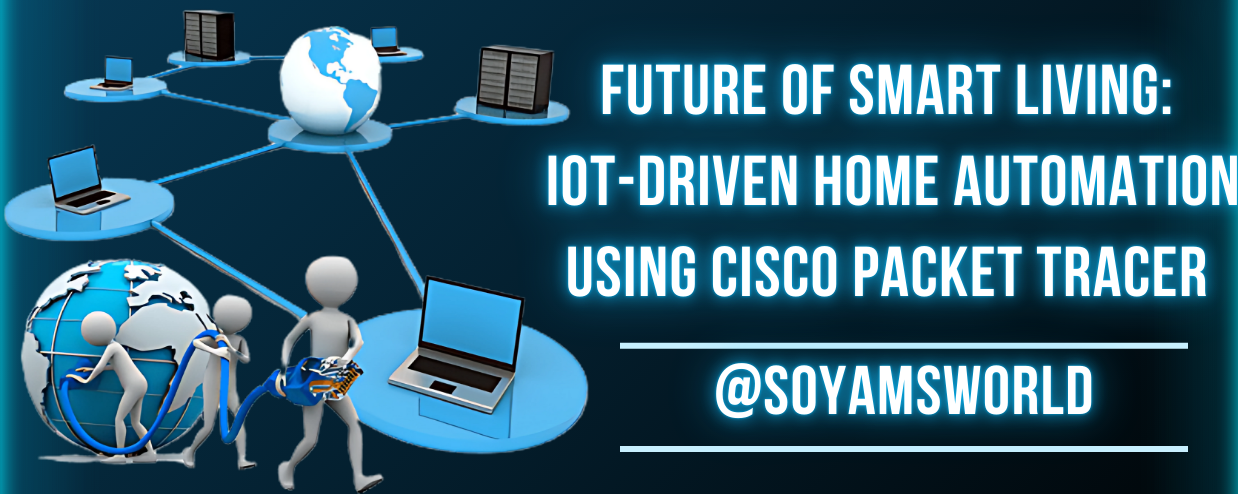 FUTURE OF SMART LIVING:
IOT-DRIVEN HOME AUTOMATION
USING CISCO PACKET TRACER
@SOYAMSWORLD